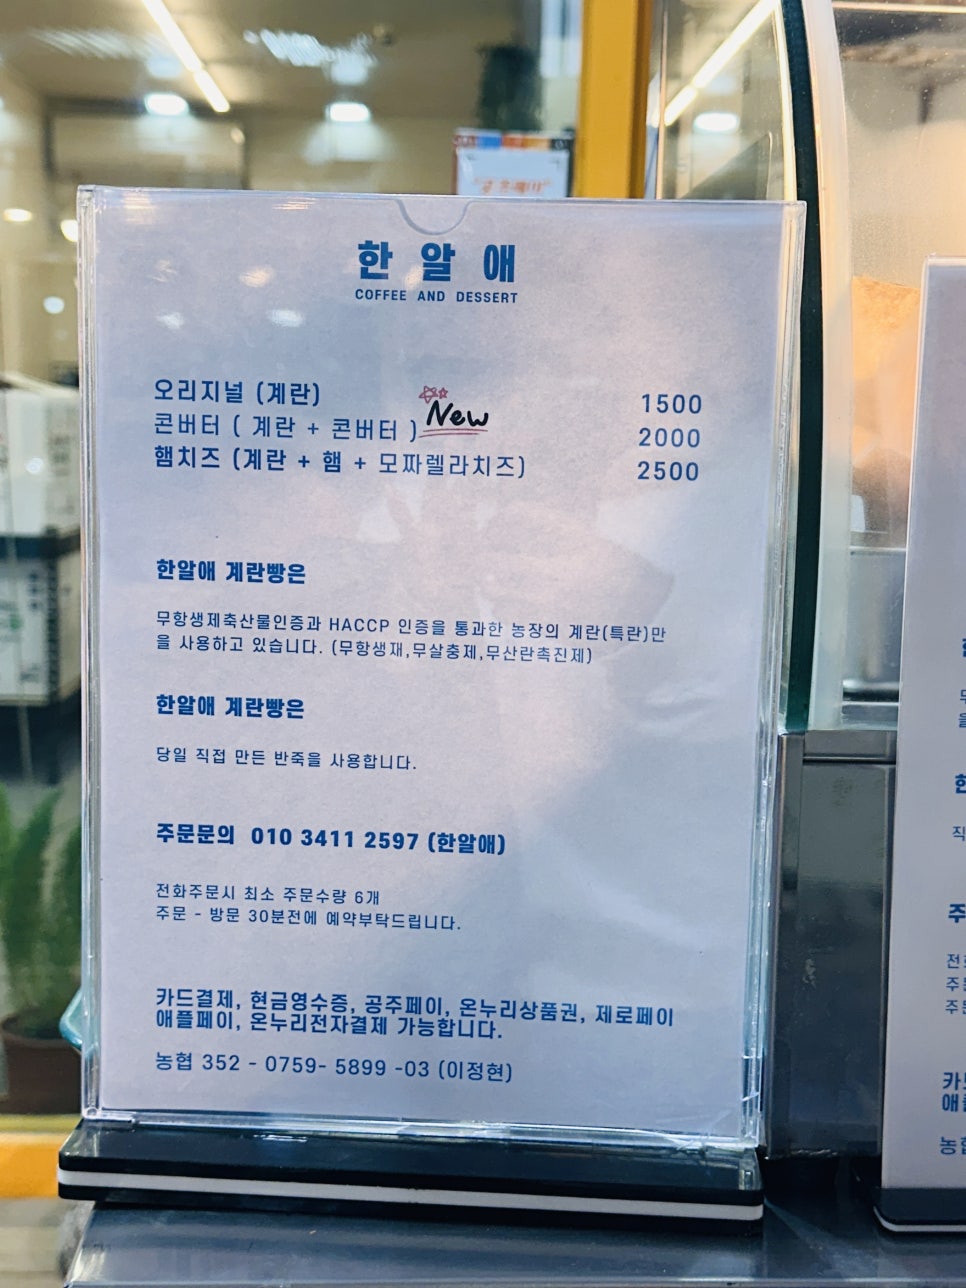 한알애
COFFEE AND DESSERT
오리지널 (계란) 1500
콘버터 ( 계란 + 콘버터 ) New 2000
햄치즈 (계란 + 햄 + 모짜렐라치즈) 2500
한알애 계란빵은
무항생제축산물인증과 HACCP 인증을 통과한 농장의 계란(특란)만
을 사용하고 있습니다. (무항생재,무살충제,무산란촉진제)
한알애 계란빵은
당일 직접 만든 반죽을 사용합니다.
주문문의 010 3411 2597 (한알애)
전화주문시 최소 주문수량 6개
주문 - 방문 30분전에 예약부탁드립니다.
카드결제, 현금영수증, 공주페이, 온누리상품권, 제로페이
애플페이, 온누리전자결제 가능합니다.
농협 352 - 0759- 5899 -03 (이정현)